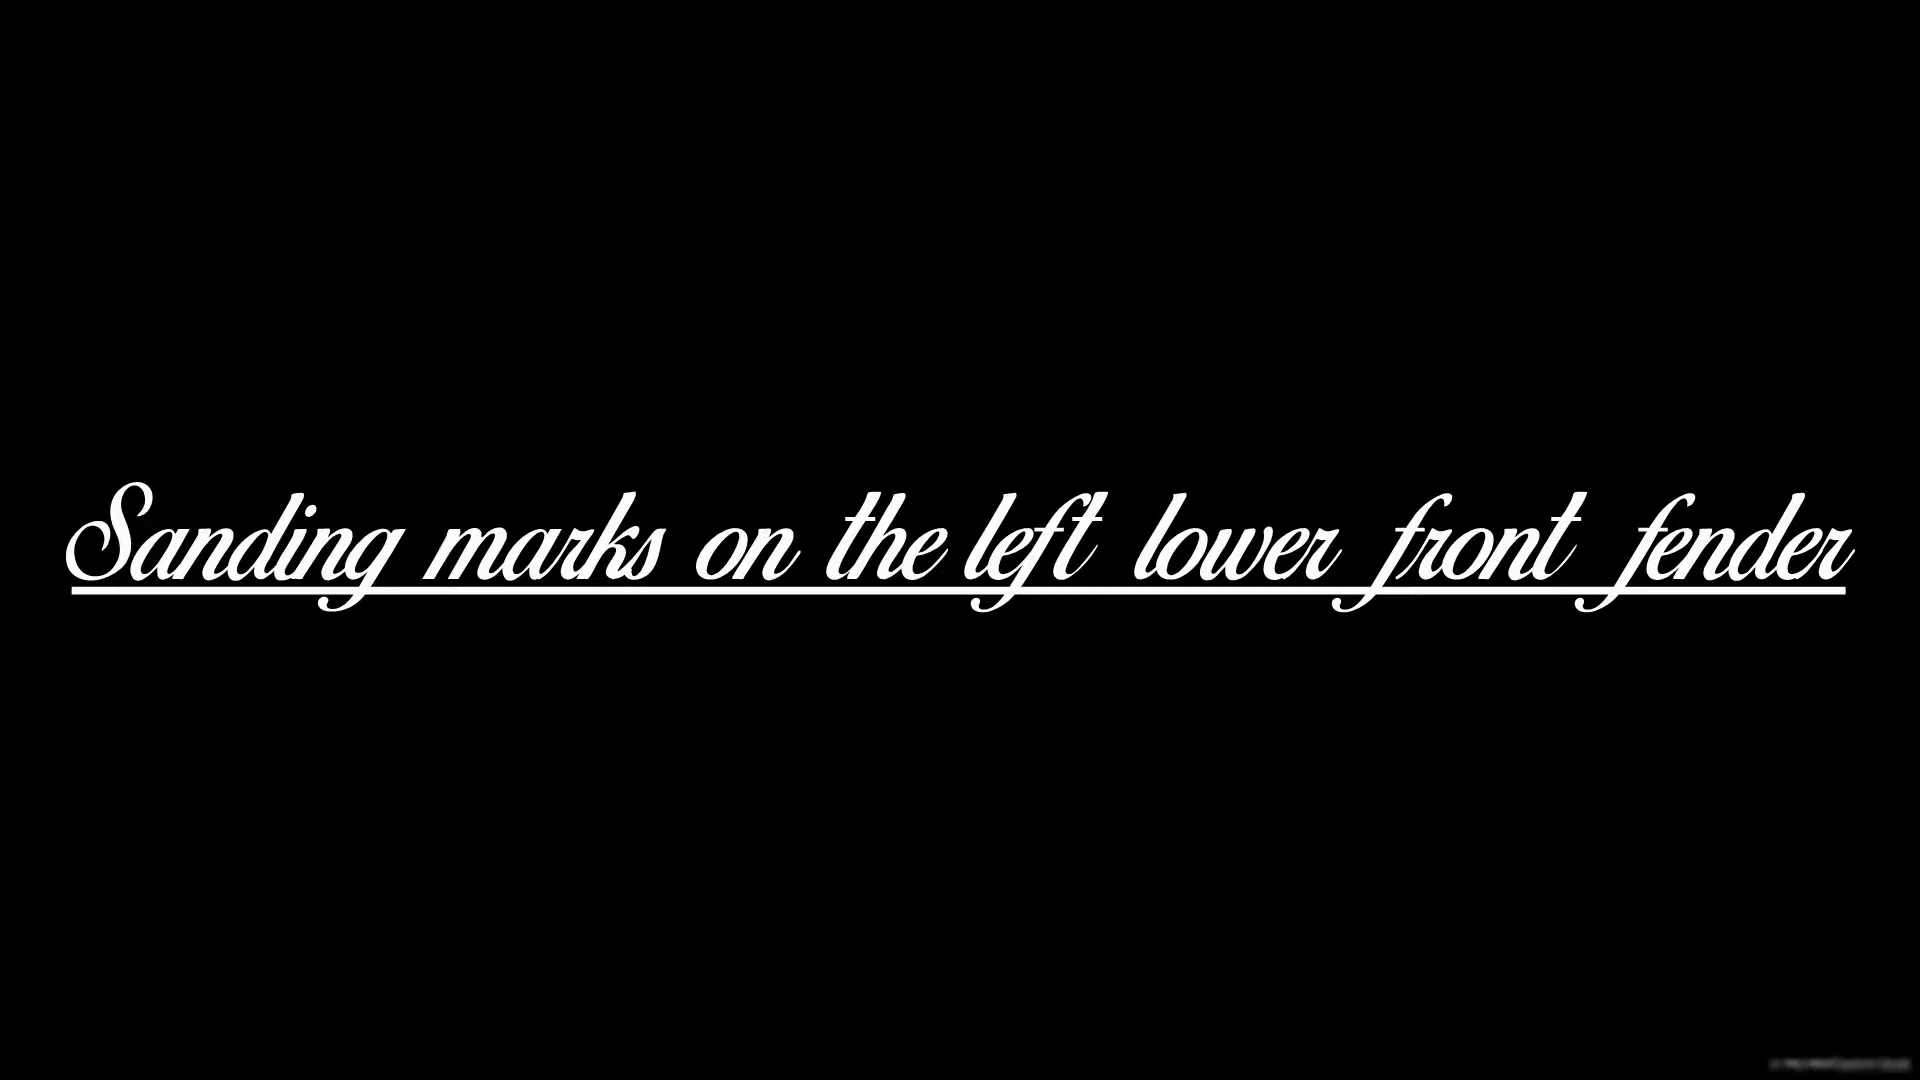 Sanding marks on the left lower front fender